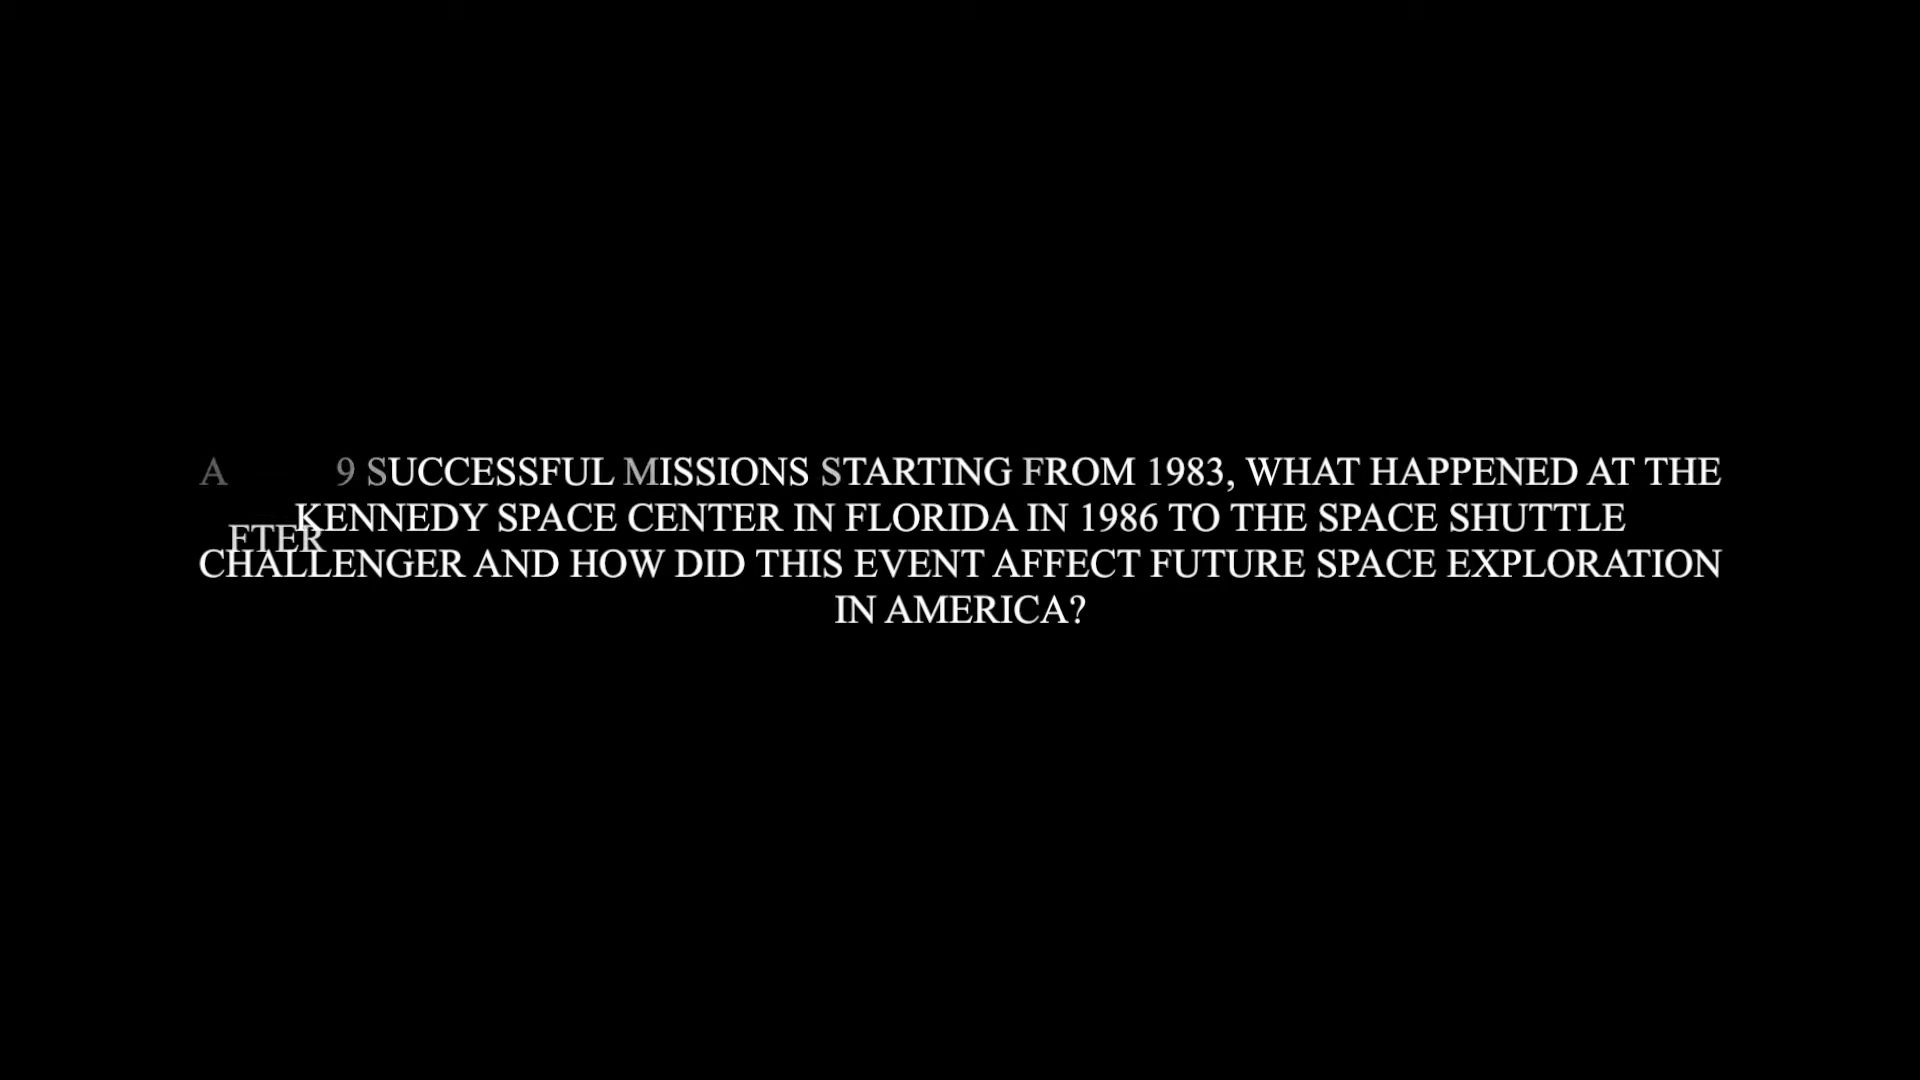 A 9 SUCCESSFUL MISSIONS STARTING FROM 1983, WHAT HAPPENED AT THE
KENNEDY SPACE CENTER IN FLORIDA IN 1986 TO THE SPACE SHUTTLE
FTER
CHALLENGER AND HOW DID THIS EVENT AFFECT FUTURE SPACE EXPLORATION
IN AMERICA?